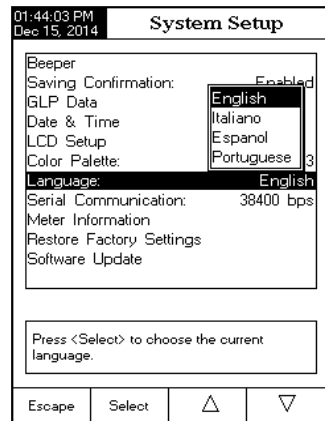 01:44:03 PM
Dec 15, 2014
System Setup
Beeper
Saving Confirmation: Enabled
GLP Data
English
Date & Time
Italiano
LCD Setup
Espanol
Color Palette: 3
Portuguese
Language: English
Serial Communication: 38400 bps
Meter Information
Restore Factory Settings
Software Update
Press <Select> to choose the current
language.
Escape Select △ ▽